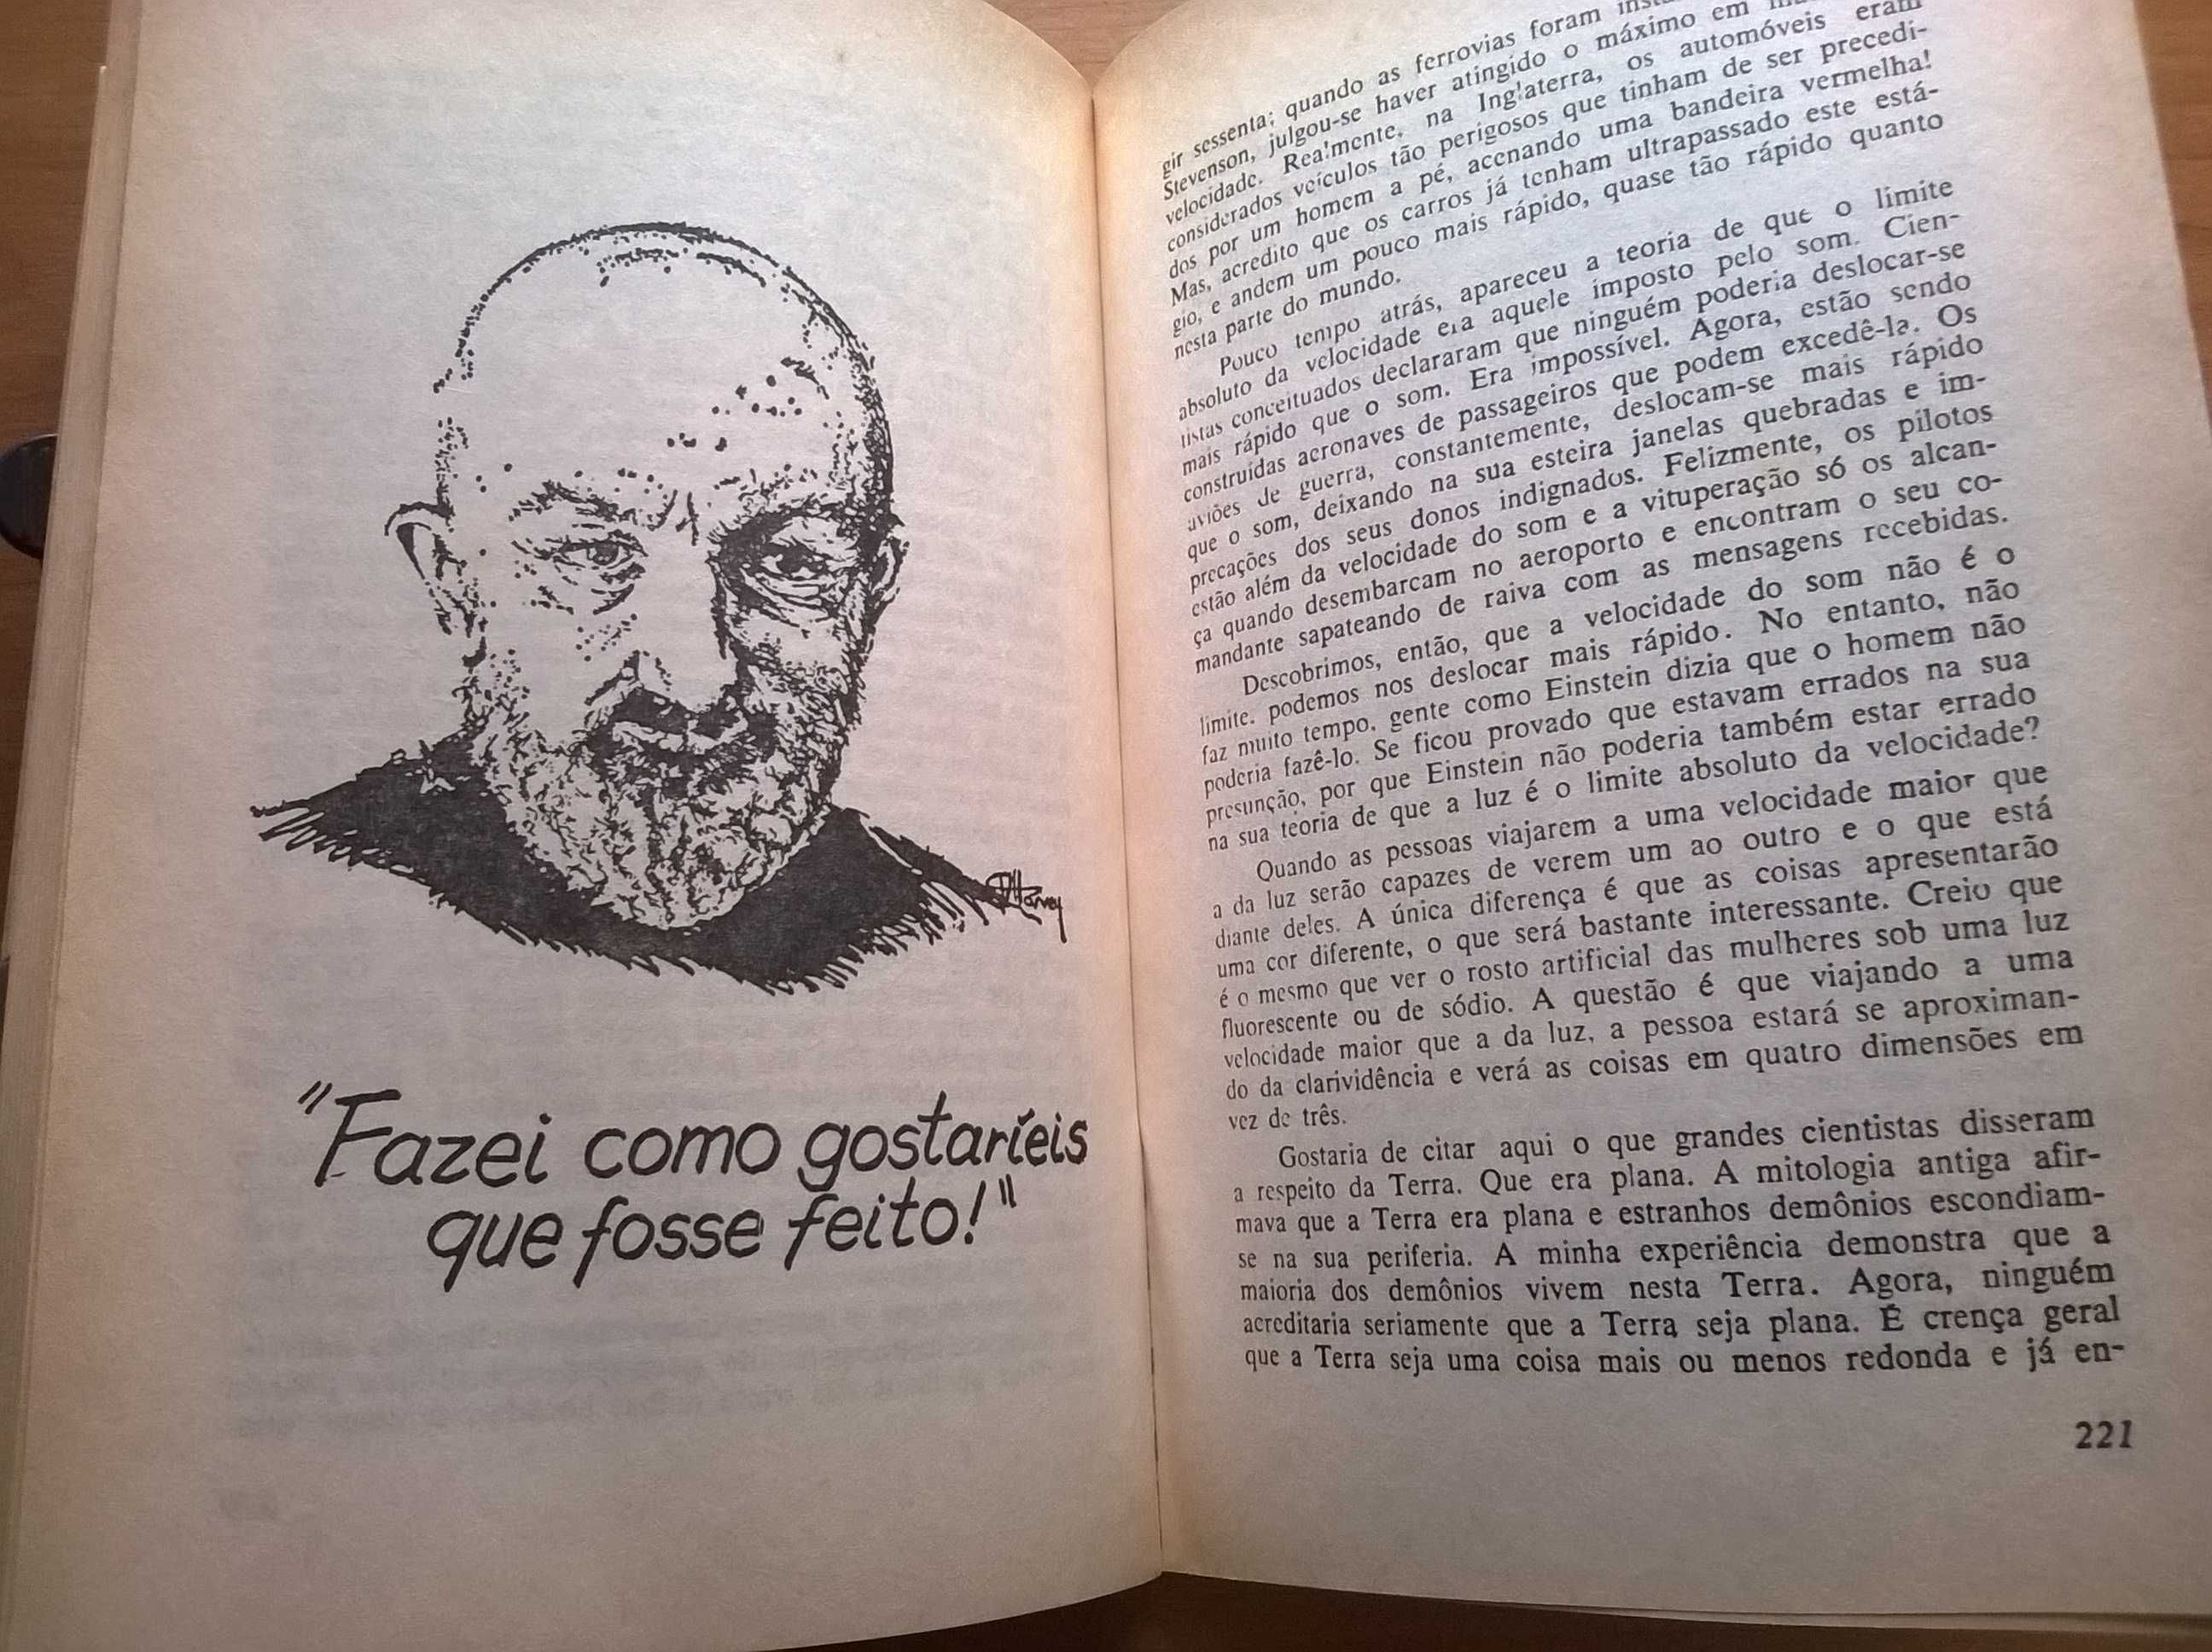 "Fazei como gostaríeis
que fosse feito!"
gir sessenta; quando as ferrovias foram
Stevenson, julgou-se haver atingido o máximo em
velocidade. Realmente, na Inglaterra, os automóveis eram
considerados veículos tão perigosos que tinham de ser precedi-
dos por um homem a pé, acenando uma bandeira vermelha!
Mas, acredito que os carros já tenham ultrapassado este está-
gio, e andem um pouco mais rápido, quase tão rápido quanto
nesta parte do mundo.
Pouco tempo atrás, apareceu a teoria de que o limite
absoluto da velocidade era aquele imposto pelo som. Cien-
tistas conceituados declararam que ninguém poderia deslocar-se
mais rápido que o som. Era impossível. Agora, estão sendo
construídas aeronaves de passageiros que podem excedê-la. Os
aviões de guerra, constantemente, deslocam-se mais rápido
que o som, deixando na sua esteira janelas quebradas e im-
precações dos seus donos indignados. Felizmente, os pilotos
estão além da velocidade do som e a vituperação só os alcan-
ça quando desembarcam no aeroporto e encontram o seu co-
mandante sapateando de raiva com as mensagens recebidas.
Descobrimos, então, que a velocidade do som não é o
limite. podemos nos deslocar mais rápido. No entanto, não
faz muito tempo, gente como Einstein dizia que o homem não
poderia fazê-lo. Se ficou provado que estavam errados na sua
presunção, por que Einstein não poderia também estar errado
na sua teoria de que a luz é o limite absoluto da velocidade?
Quando as pessoas viajarem a uma velocidade maior que
a da luz serão capazes de verem um ao outro e o que está
diante deles. A única diferença é que as coisas apresentarão
uma cor diferente, o que será bastante interessante. Creio que
é o mesmo que ver o rosto artificial das mulheres sob uma luz
fluorescente ou de sódio. A questão é que viajando a uma
velocidade maior que a da luz, a pessoa estará se aproximan-
do da clarividência e verá as coisas em quatro dimensões em
vez de três.
Gostaria de citar aqui o que grandes cientistas disseram
a respeito da Terra. Que era plana. A mitologia antiga afir-
mava que a Terra era plana e estranhos demônios escondiam-
se na sua periferia. A minha experiência demonstra que a
maioria dos demônios vivem nesta Terra. Agora, ninguém
acreditaria seriamente que a Terra seja plana. É crença geral
que a Terra seja uma coisa mais ou menos redonda e já en-
221